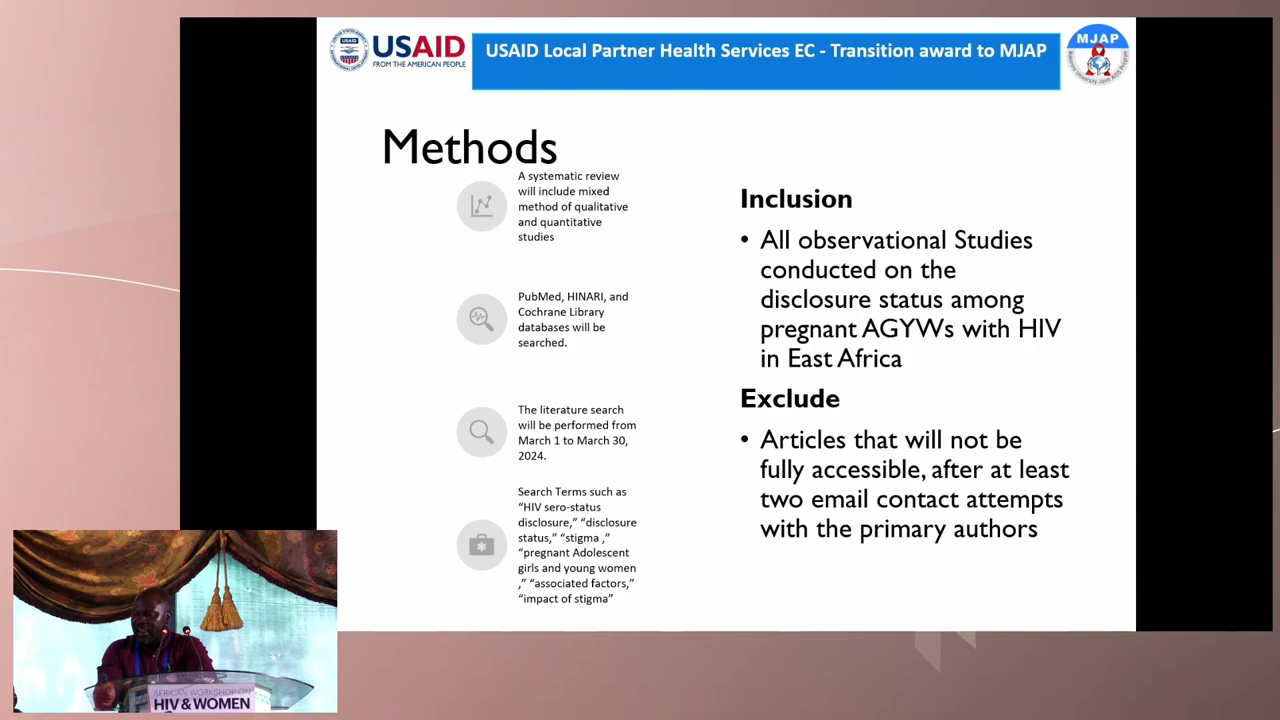 USAID
FROM THE AMERICAN PEOPLE
USAID
USAID Local Partner Health Services EC - Transition award to MJAP
MJAP
Methods
A systematic review
will include mixed
method of qualitative
and quantitative
studies
PubMed, HINARI, and
Cochrane Library
databases will be
searched.
The literature search
will be performed from
March 1 to March 30,
2024.
Search Terms such as
“HIV sero-status
disclosure,” “disclosure
status,” “stigma ,”
“pregnant Adolescent
girls and young women
,” “associated factors,”
“impact of stigma”
Inclusion
• All observational Studies
conducted on the
disclosure status among
pregnant AGYWs with HIV
in East Africa
Exclude
• Articles that will not be
fully accessible, after at least
two email contact attempts
with the primary authors
AFRICAN WORKSHOP ON
HIV & WOMEN